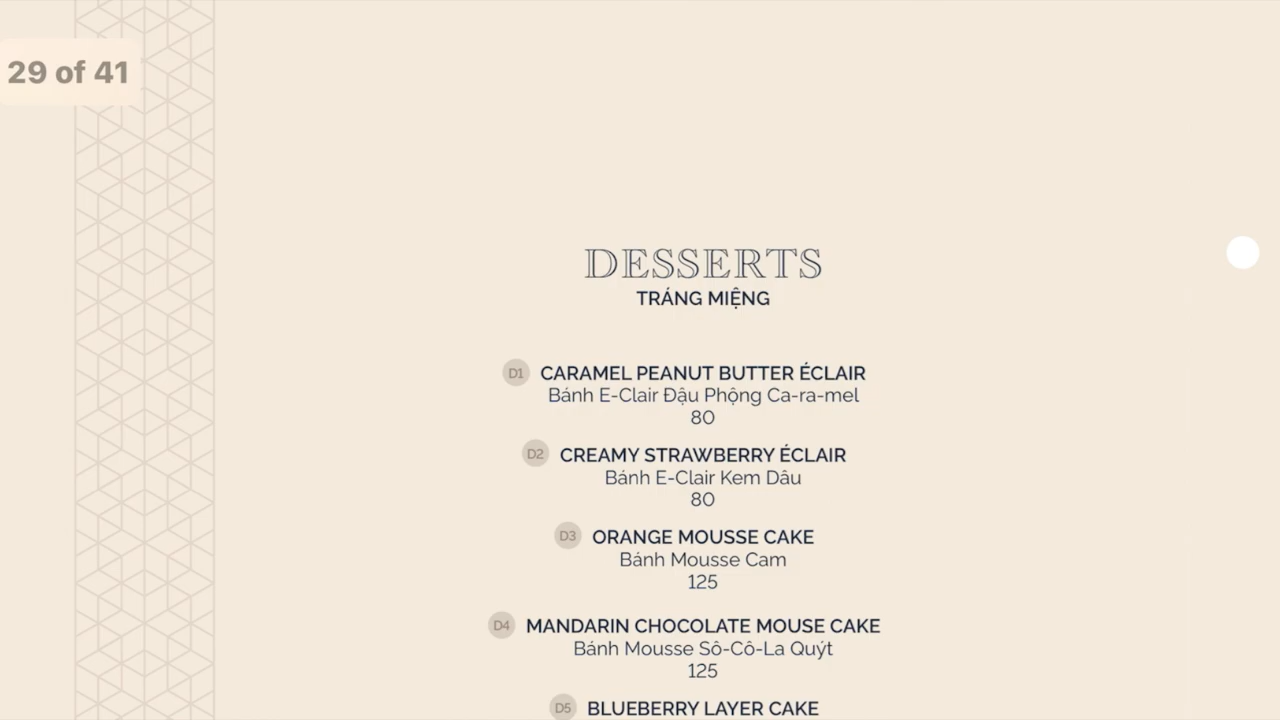 29 of 41
DESSERTS
TRÁNG MIỆNG
D1 CARAMEL PEANUT BUTTER ÉCLAIR
Bánh E-Clair Đậu Phộng Ca-ra-mel
80
D2 CREAMY STRAWBERRY ÉCLAIR
Bánh E-Clair Kem Dâu
80
D3 ORANGE MOUSSE CAKE
Bánh Mousse Cam
125
D4 MANDARIN CHOCOLATE MOUSE CAKE
Bánh Mousse Sô-Cô-La Quýt
125
D5 BLUEBERRY LAYER CAKE